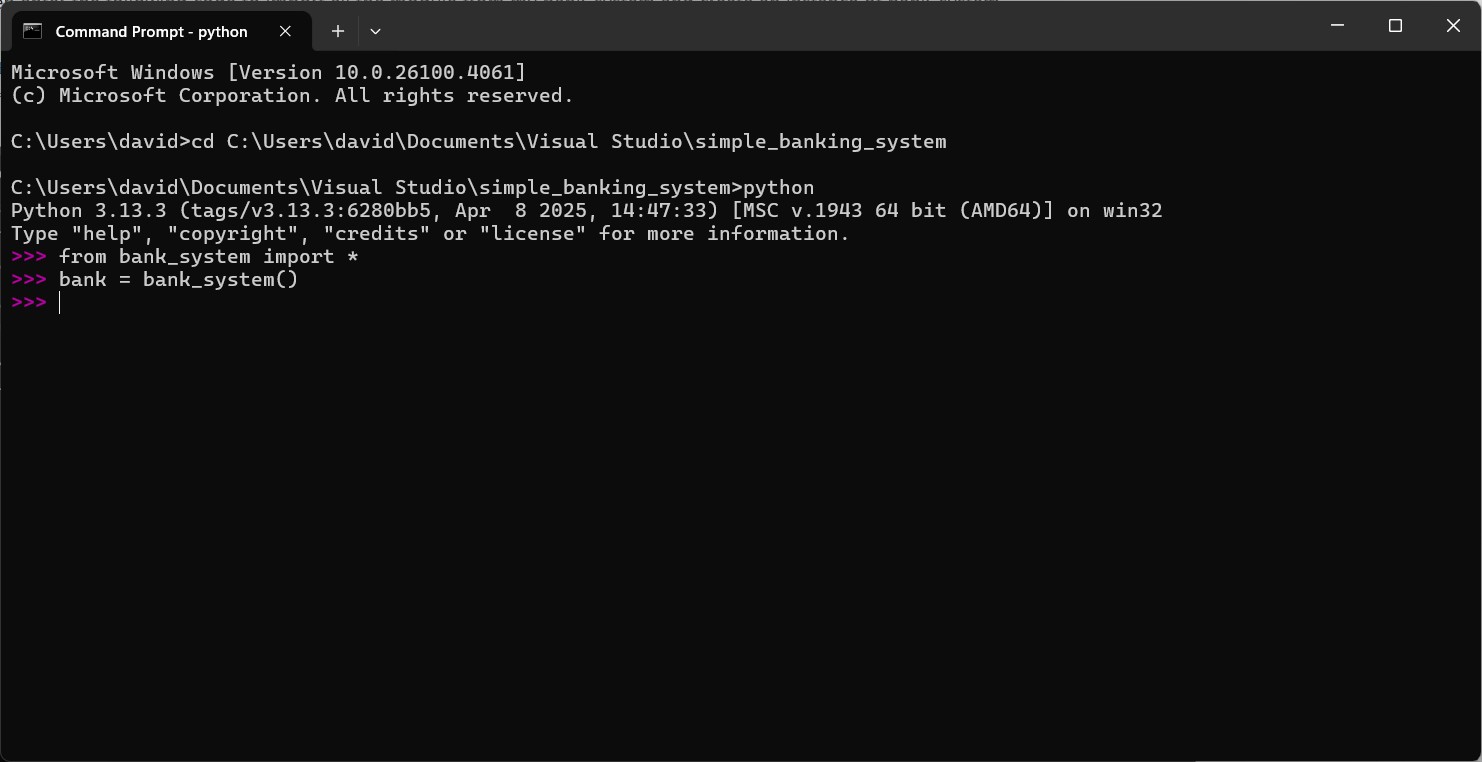 Command Prompt - python
Microsoft Windows [Version 10.0.26100.4061]
(c) Microsoft Corporation. All rights reserved.
C:\Users\david>cd C:\Users\david\Documents\Visual Studio\simple_banking_system
C:\Users\david\Documents\Visual Studio\simple_banking_system>python
Python 3.13.3 (tags/v3.13.3:6280bb5, Apr  8 2025, 14:47:33) [MSC v.1943 64 bit (AMD64)] on win32
Type "help", "copyright", "credits" or "license" for more information.
>>> from bank_system import *
>>> bank = bank_system()
>>>